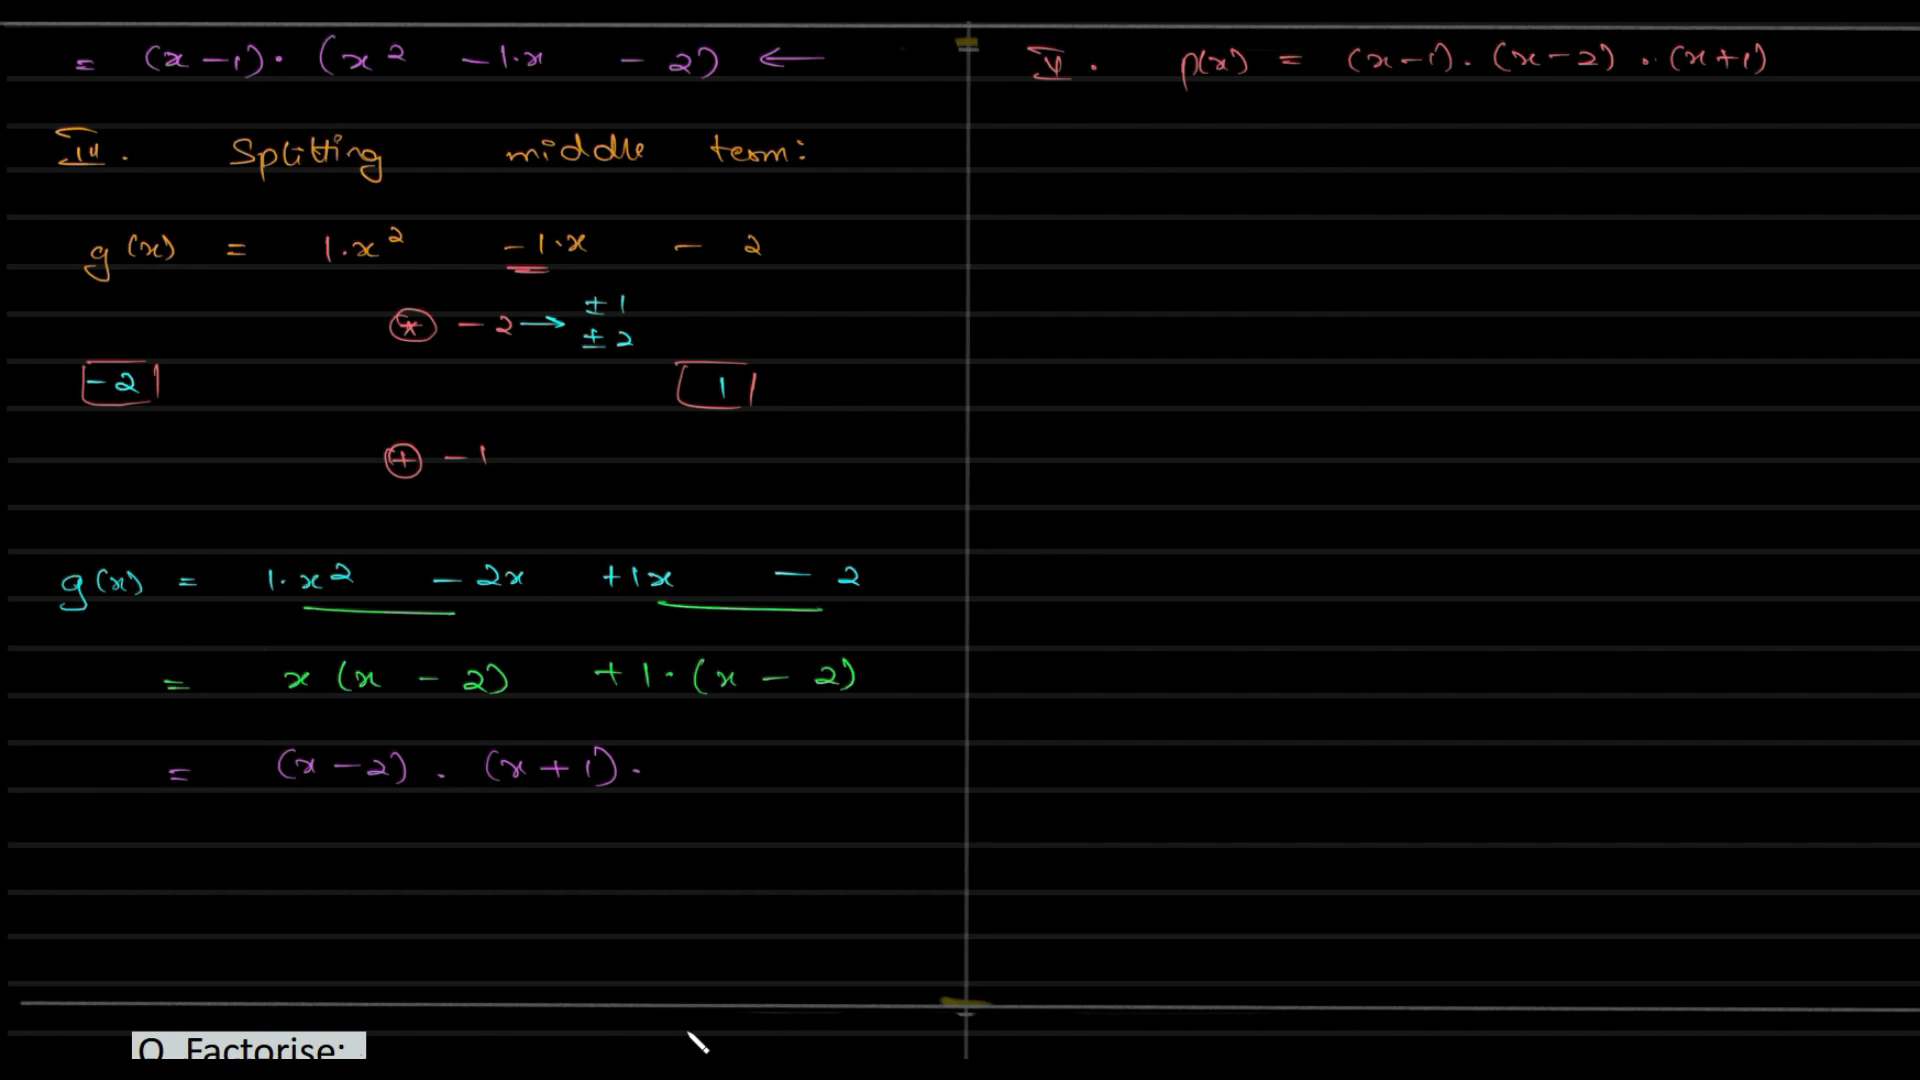 = (x - 1) · (x² - 1·x - 2) ←
III. Splitting middle term:
g(x) = 1·x² - 1·x - 2
* - 2 → ± 1
± 2
- 2 1
+ - 1
g(x) = 1·x² - 2x + 1x - 2
= x (x - 2) + 1·(x - 2)
= (x - 2) . (x + 1) .
V. p(x) = (x - 1) . (x - 2) . (x + 1)
Q. Factorise: